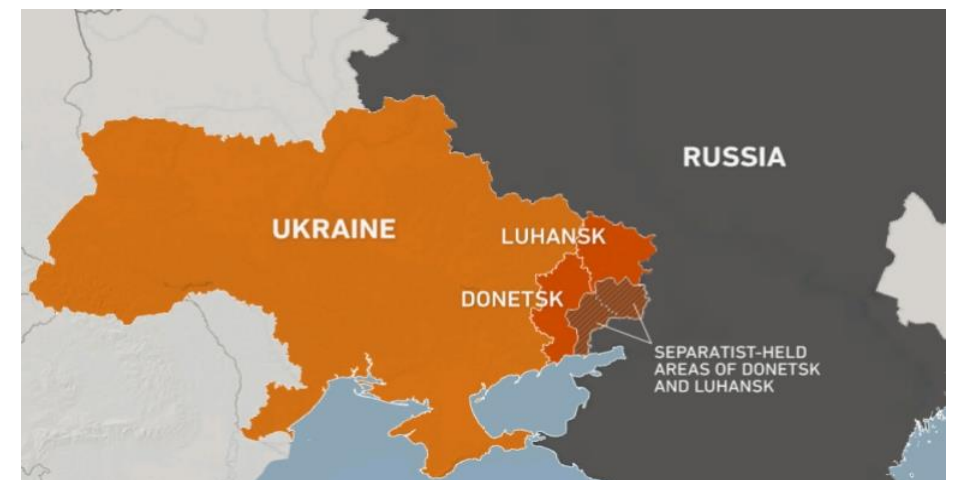 RUSSIA
UKRAINE
LUHANSK
DONETSK
SEPARATIST-HELD
AREAS OF DONETSK
AND LUHANSK